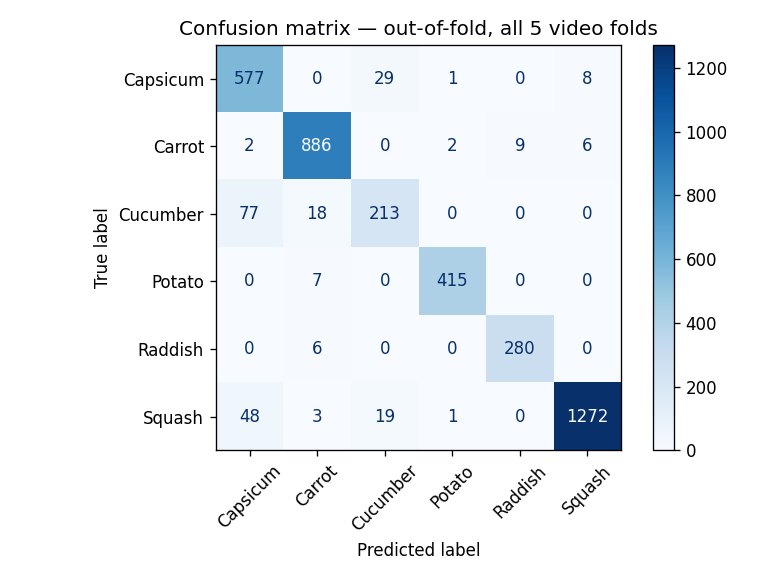 Confusion matrix — out-of-fold, all 5 video folds
True label
Capsicum 577 0 29 1 0 8
Carrot 2 886 0 2 9 6
Cucumber 77 18 213 0 0 0
Potato 0 7 0 415 0 0
Raddish 0 6 0 0 280 0
Squash 48 3 19 1 0 1272
Capsicum Carrot Cucumber Potato Raddish Squash
Predicted label
1200
1000
800
600
400
200
0